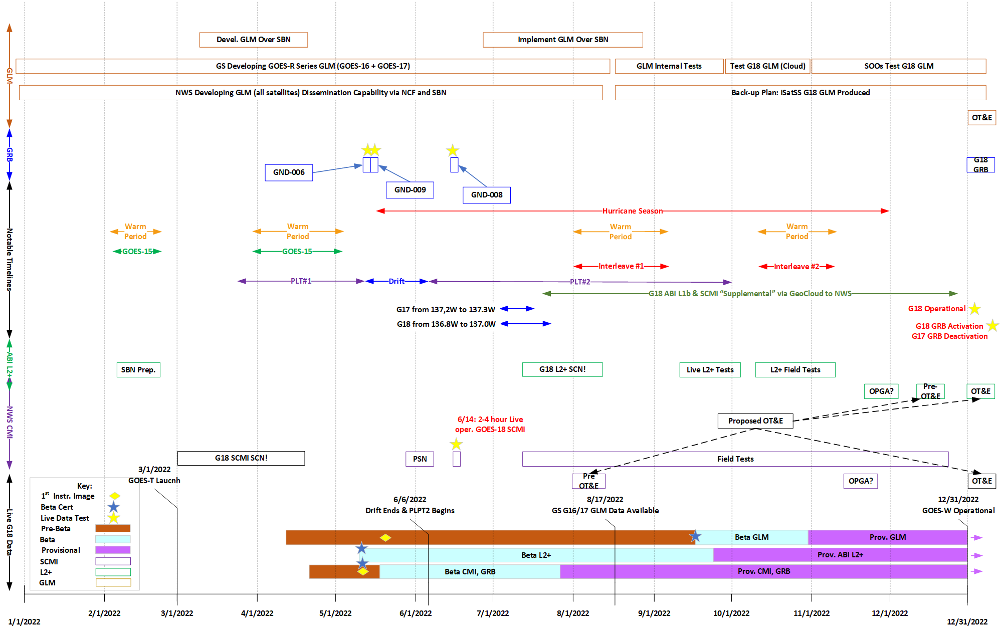 Devel. GLM Over SBN
Implement GLM Over SBN
GS Developing GOES-R Series GLM (GOES-16 + GOES-17)
GLM Internal Tests
Test G18 GLM (Cloud)
SOOs Test G18 GLM
GLM
NWS Developing GLM (all satellites) Dissemination Capability via NCF and SBN
Back-up Plan: ISatSS G18 GLM Produced
OT&E
GRB
GND-006
GND-009
GND-008
G18
GRB
Hurricane Season
Notable Timelines
Warm
Period
Warm
Period
Warm
Period
Warm
Period
GOES-15
GOES-15
Interleave #1
Interleave #2
PLT#1
Drift
PLT#2
G18 ABI L1b & SCMI “Supplemental” via GeoCloud to NWS
G17 from 137,2W to 137.3W
G18 from 136.8W to 137.0W
G18 Operational
G18 GRB Activation
G17 GRB Deactivation
ABI L2+
SBN Prep.
G18 L2+ SCN!
Live L2+ Tests
L2+ Field Tests
OPGA?
Pre-
OT&E
OT&E
NWS CMI
Proposed OT&E
6/14: 2-4 hour Live
oper. GOES-18 SCMI
G18 SCMI SCN!
PSN
Field Tests
Pre
OT&E
OPGA?
OT&E
Live G18 Data
3/1/2022
GOES-T Laucnh
6/6/2022
Drift Ends & PLPT2 Begins
8/17/2022
GS G16/17 GLM Data Available
12/31/2022
GOES-W Operational
Key:
1st Instr. Image
Beta Cert
Live Data Test
Pre-Beta
Beta
Provisional
SCMI
L2+
GLM
Beta GLM
Prov. GLM
Beta L2+
Prov. ABI L2+
Beta CMI, GRB
Prov. CMI, GRB
1/1/2022
2/1/2022
3/1/2022
4/1/2022
5/1/2022
6/1/2022
7/1/2022
8/1/2022
9/1/2022
10/1/2022
11/1/2022
12/1/2022
12/31/2022